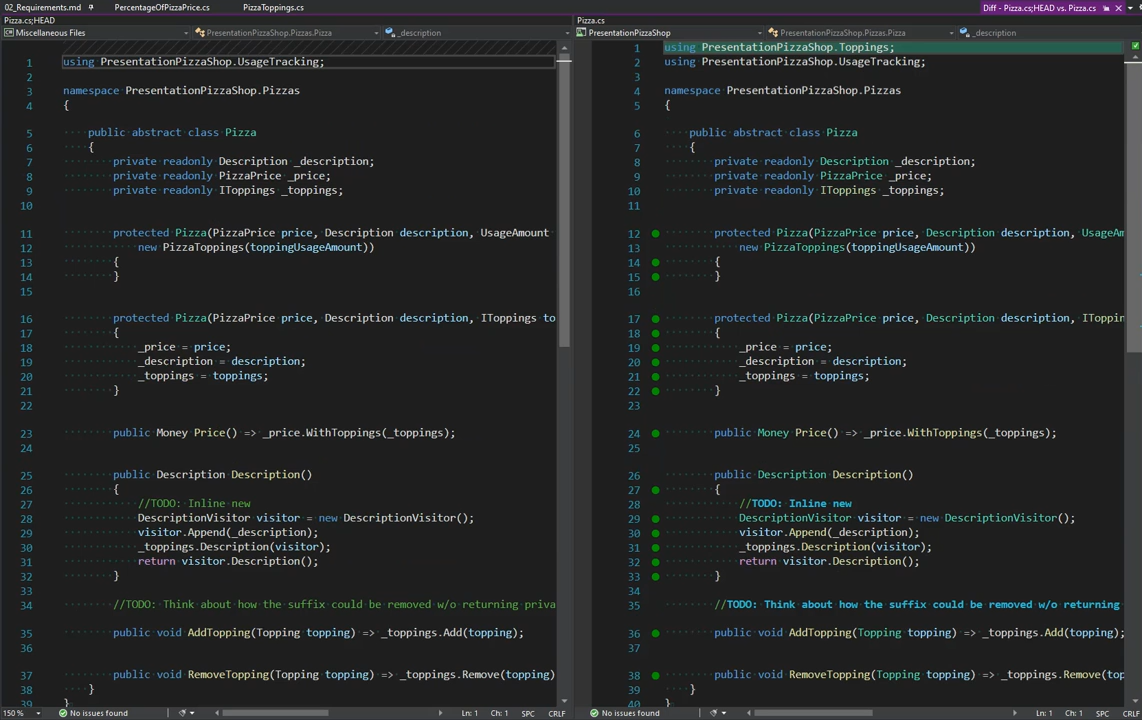 02_Requirements.md PercentageOfPizzaPrice.cs PizzaToppings.cs Diff - Pizza.cs;HEAD vs. Pizza.cs
Pizza.cs;HEAD
Miscellaneous Files PresentationPizzaShop.Pizzas.Pizza _description
1 using PresentationPizzaShop.UsageTracking;
2
3 namespace PresentationPizzaShop.Pizzas
4 {
5 public abstract class Pizza
6 {
7 private readonly Description _description;
8 private readonly PizzaPrice _price;
9 private readonly IToppings _toppings;
10
11 protected Pizza(PizzaPrice price, Description description, UsageAmount
12 new PizzaToppings(toppingUsageAmount))
13 {
14 }
15
16 protected Pizza(PizzaPrice price, Description description, IToppings to
17 {
18 _price = price;
19 _description = description;
20 _toppings = toppings;
21 }
22
23 public Money Price() => _price.WithToppings(_toppings);
24
25 public Description Description()
26 {
27 //TODO: Inline new
28 DescriptionVisitor visitor = new DescriptionVisitor();
29 visitor.Append(_description);
30 _toppings.Description(visitor);
31 return visitor.Description();
32 }
33
34 //TODO: Think about how the suffix could be removed w/o returning priva
35 public void AddTopping(Topping topping) => _toppings.Add(topping);
36
37 public void RemoveTopping(Topping topping) => _toppings.Remove(topping)
38 }
39 }
150 % No issues found Ln: 1 Ch: 1 SPC CRLF
Pizza.cs
PresentationPizzaShop PresentationPizzaShop.Pizzas.Pizza _description
1 using PresentationPizzaShop.Toppings;
2 using PresentationPizzaShop.UsageTracking;
3
4 namespace PresentationPizzaShop.Pizzas
5 {
6 public abstract class Pizza
7 {
8 private readonly Description _description;
9 private readonly PizzaPrice _price;
10 private readonly IToppings _toppings;
11
12 protected Pizza(PizzaPrice price, Description description, UsageAm
13 new PizzaToppings(toppingUsageAmount))
14 {
15 }
16
17 protected Pizza(PizzaPrice price, Description description, IToppin
18 {
19 _price = price;
20 _description = description;
21 _toppings = toppings;
22 }
23
24 public Money Price() => _price.WithToppings(_toppings);
25
26 public Description Description()
27 {
28 //TODO: Inline new
29 DescriptionVisitor visitor = new DescriptionVisitor();
30 visitor.Append(_description);
31 _toppings.Description(visitor);
32 return visitor.Description();
33 }
34
35 //TODO: Think about how the suffix could be removed w/o returning
36 public void AddTopping(Topping topping) => _toppings.Add(topping);
37
38 public void RemoveTopping(Topping topping) => _toppings.Remove(top
39 }
40 }
No issues found Ln: 1 Ch: 1 SPC CRLF